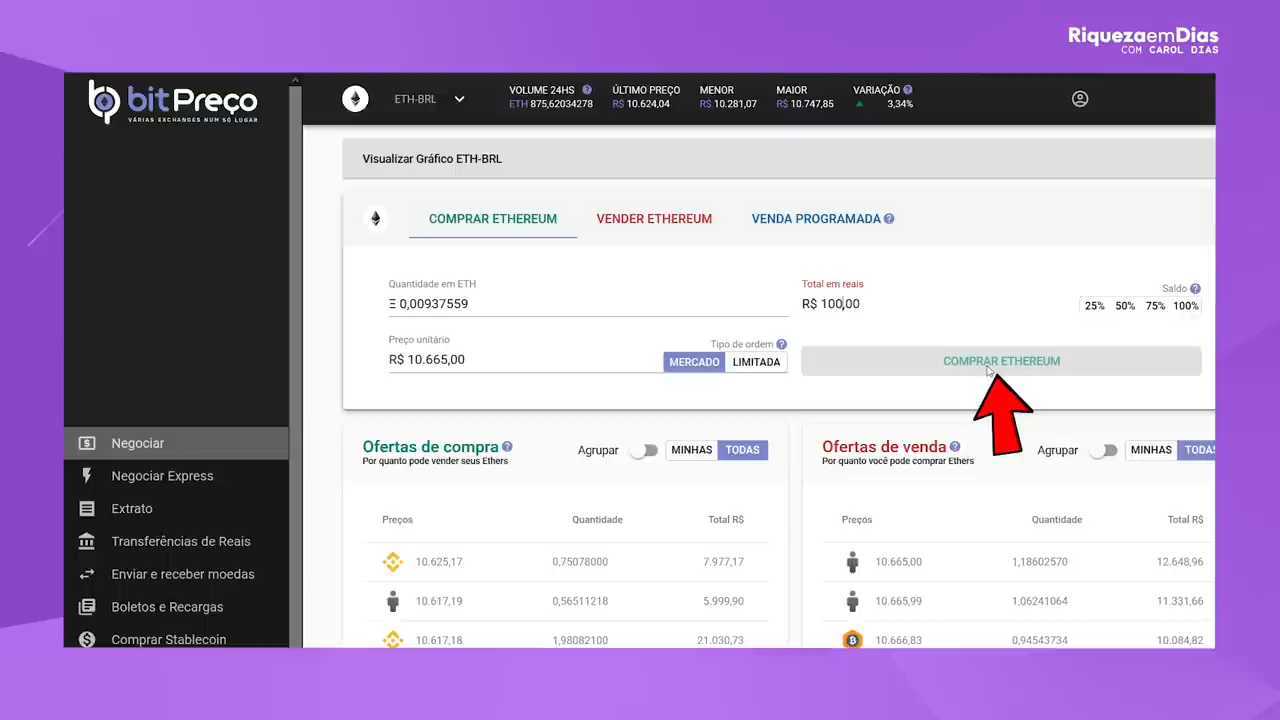 RiquezaemDias
COM CAROL DIAS
bitPreço
VÁRIAS EXCHANGES NUM SÓ LUGAR
ETH-BRL
VOLUME 24HS ?
ETH 875,62034278
ÚLTIMO PREÇO
R$ 10.624,04
MENOR
R$ 10.281,07
MAIOR
R$ 10.747,85
VARIAÇÃO ?
3,34%
Visualizar Gráfico ETH-BRL
COMPRAR ETHEREUM
VENDER ETHEREUM
VENDA PROGRAMADA ?
Quantidade em ETH
Ξ 0,00937559
Total em reais
R$ 100,00
Saldo ?
25% 50% 75% 100%
Preço unitário
R$ 10.665,00
Tipo de ordem ?
MERCADO LIMITADA
COMPRAR ETHEREUM
Negociar
Negociar Express
Extrato
Transferências de Reais
Enviar e receber moedas
Boletos e Recargas
Comprar Stablecoin
Ofertas de compra ?
Por quanto pode vender seus Ethers
Agrupar
MINHAS TODAS
Preços Quantidade Total R$
10.625,17 0,75078000 7.977,17
10.617,19 0,56511218 5.999,90
10.617,18 1,98082100 21.030,73
Ofertas de venda ?
Por quanto você pode comprar Ethers
Agrupar
MINHAS TODAS
Preços Quantidade Total R$
10.665,00 1,18602570 12.648,96
10.665,99 1,06241064 11.331,66
10.666,83 0,94543734 10.084,82